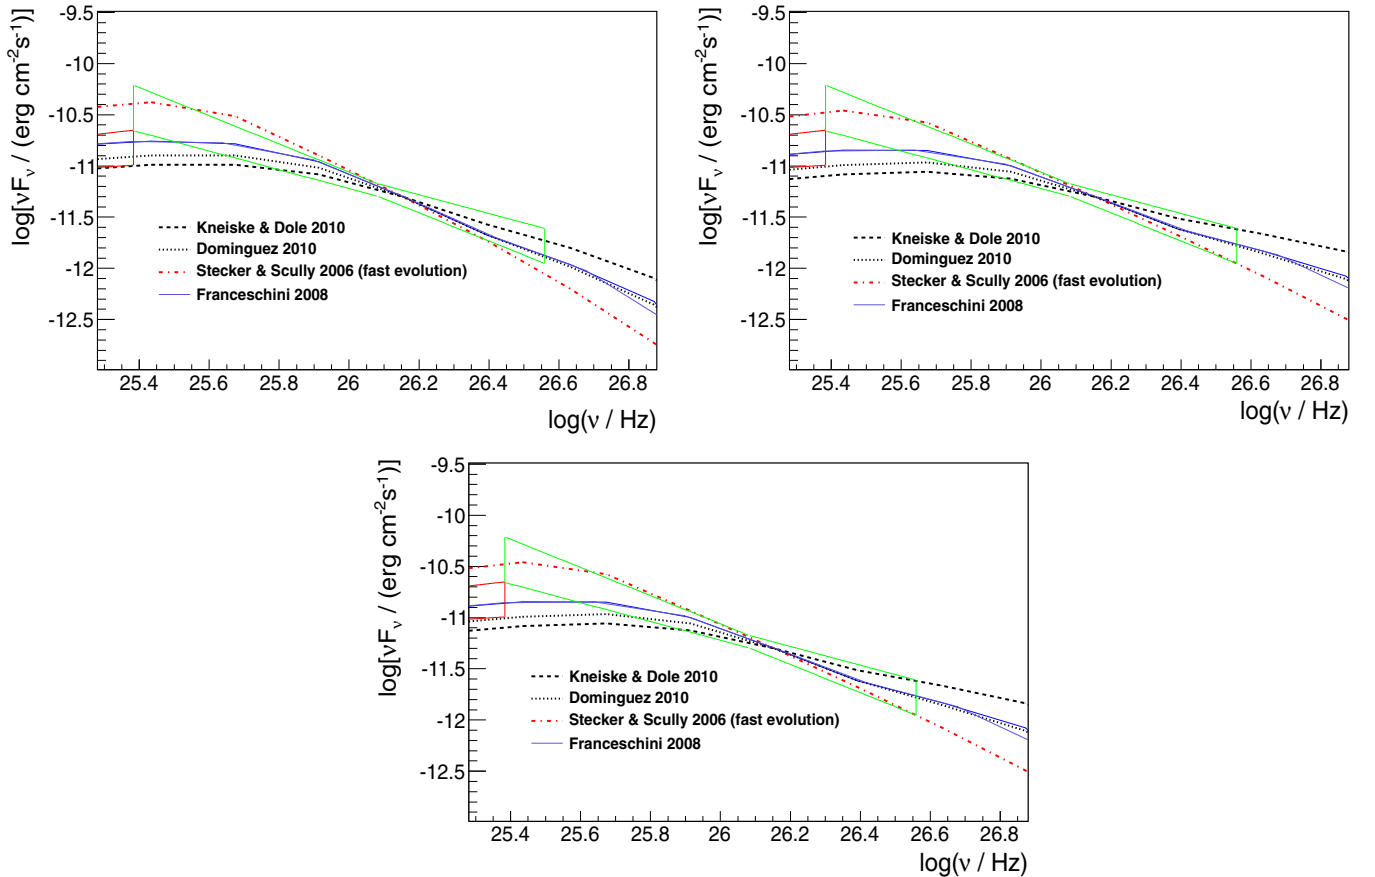 log[νFν / (erg cm-2s-1)]
-9.5
-10
-10.5
-11
-11.5
-12
-12.5
Kneiske & Dole 2010
Dominguez 2010
Stecker & Scully 2006 (fast evolution)
Franceschini 2008
25.4 25.6 25.8 26 26.2 26.4 26.6 26.8
log(ν / Hz)
log[νFν / (erg cm-2s-1)]
-9.5
-10
-10.5
-11
-11.5
-12
-12.5
Kneiske & Dole 2010
Dominguez 2010
Stecker & Scully 2006 (fast evolution)
Franceschini 2008
25.4 25.6 25.8 26 26.2 26.4 26.6 26.8
log(ν / Hz)
log[νFν / (erg cm-2s-1)]
-9.5
-10
-10.5
-11
-11.5
-12
-12.5
Kneiske & Dole 2010
Dominguez 2010
Stecker & Scully 2006 (fast evolution)
Franceschini 2008
25.4 25.6 25.8 26 26.2 26.4 26.6 26.8
log(ν / Hz)